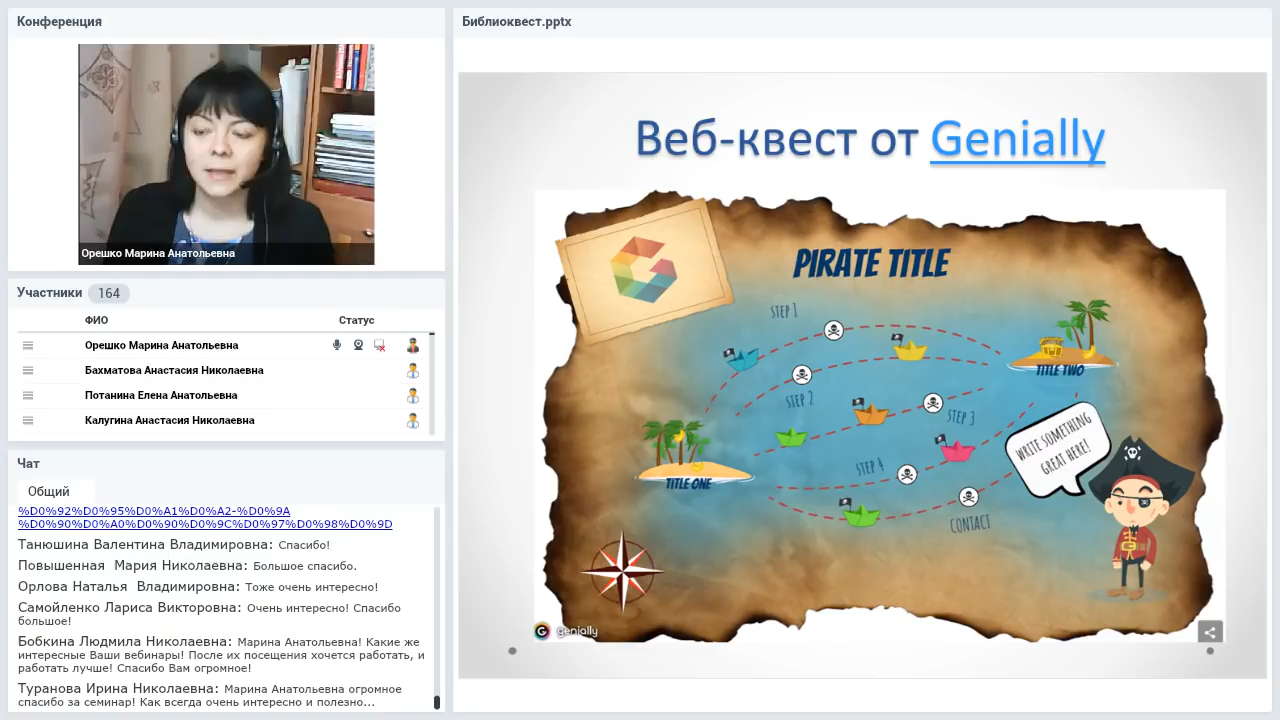 Конференция
Орешко Марина Анатольевна
Участники 164
ФИО Статус
Орешко Марина Анатольевна
Бахматова Анастасия Николаевна
Потанина Елена Анатольевна
Калугина Анастасия Николаевна
Чат
Общий
%D0%92%D0%95%D0%A1%D0%A2-%D0%9A
%D0%90%D0%A0%D0%90%D0%9C%D0%97%D0%98%D0%9D
Танюшина Валентина Владимировна: Спасибо!
Повышенная Мария Николаевна: Большое спасибо.
Орлова Наталья Владимировна: Тоже очень интересно!
Самойленко Лариса Викторовна: Очень интересно! Спасибо
большое!
Бобкина Людмила Николаевна: Марина Анатольевна! Какие же
интересные Ваши вебинары! После их посещения хочется работать, и
работать лучше! Спасибо Вам огромное!
Туранова Ирина Николаевна: Марина Анатольевна огромное
спасибо за семинар! Как всегда очень интересно и полезно...
Библиоквест.pptx
Веб-квест от Genially
PIRATE TITLE
STEP 1
TITLE TWO
STEP 2
STEP 3
WRITE SOMETHING
GREAT HERE!
STEP 4
TITLE ONE
CONTACT
genially